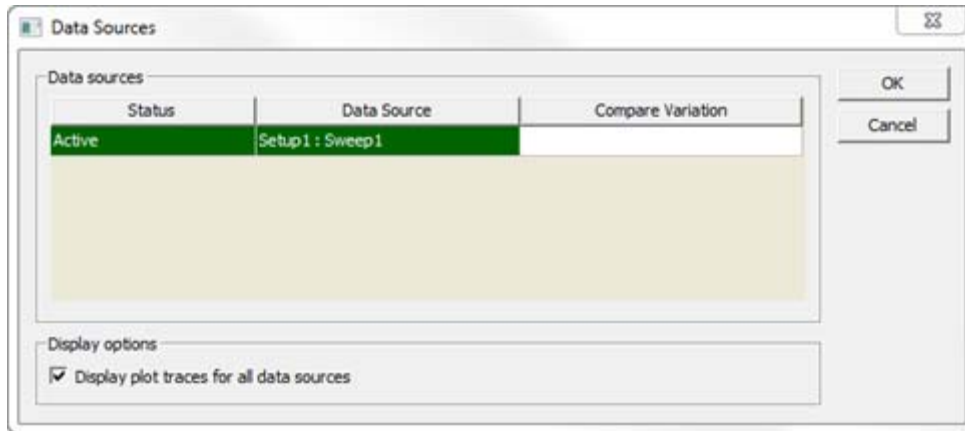 Data Sources
Data sources
Status Data Source Compare Variation
Active Setup1 : Sweep1
OK
Cancel
Display options
Display plot traces for all data sources